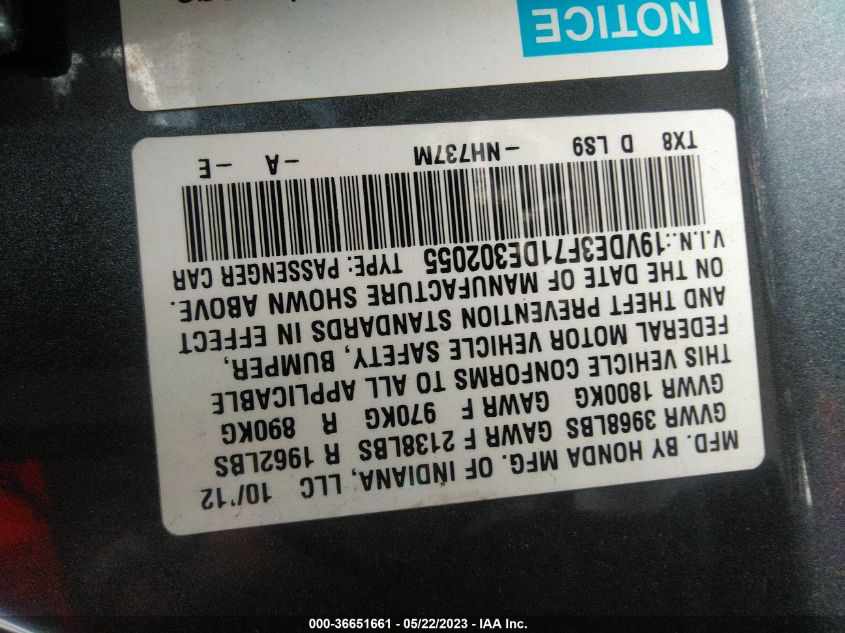 MFD. BY HONDA MFG. OF INDIANA, LLC 10/'12
GVWR 3968LBS GAWR F 2138LBS R 1962LBS
GVWR 1800KG GAWR F 970KG R 890KG
THIS VEHICLE CONFORMS TO ALL APPLICABLE
FEDERAL MOTOR VEHICLE SAFETY, BUMPER,
AND THEFT PREVENTION STANDARDS IN EFFECT
ON THE DATE OF MANUFACTURE SHOWN ABOVE.
V.I.N.:19VDE3F71DE302055 TYPE: PASSENGER CAR
TX8 D LS9 -NH737M -A -E
NOTICE
000-36651661 - 05/22/2023 - IAA Inc.